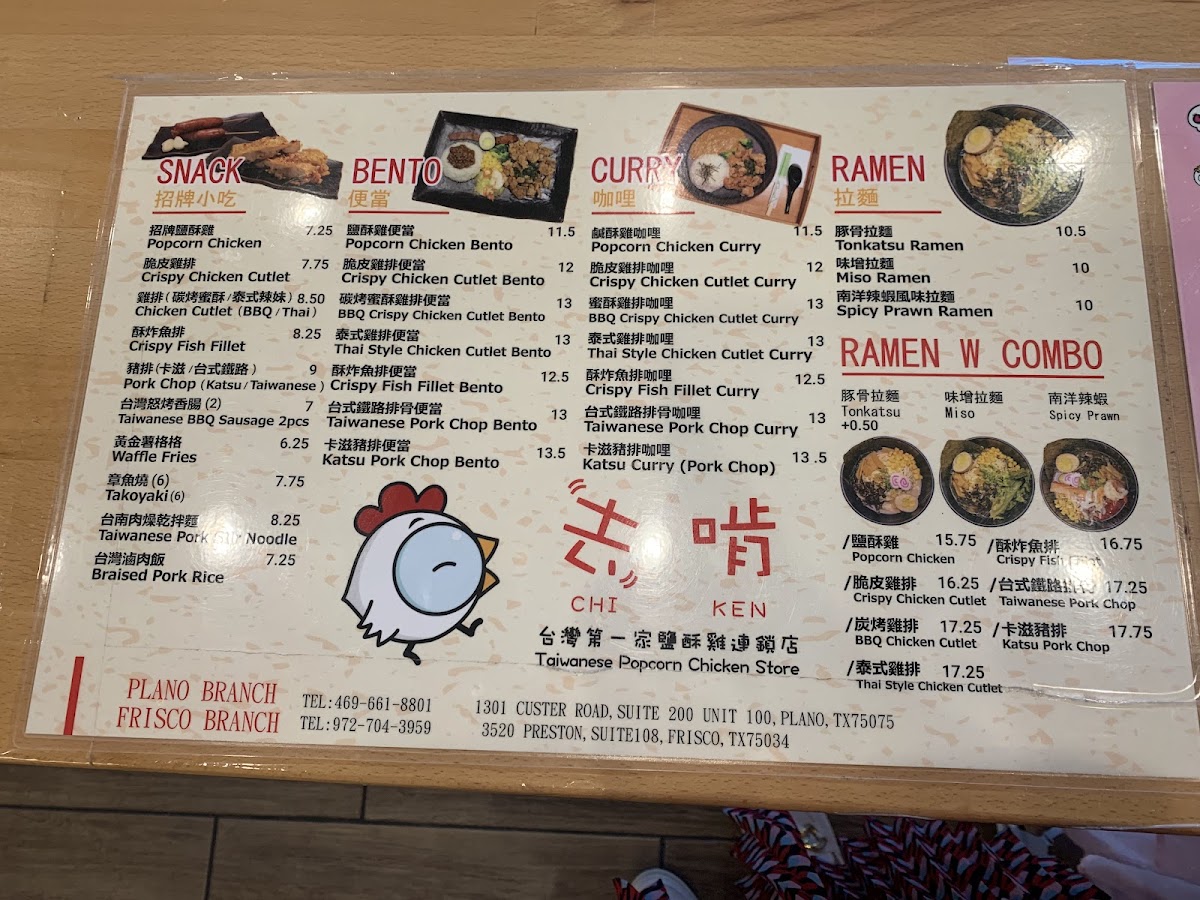 SNACK
招牌小吃
招牌鹽酥雞 7.25
Popcorn Chicken
脆皮雞排 7.75
Crispy Chicken Cutlet
雞排(碳烤蜜酥/泰式辣妹) 8.50
Chicken Cutlet (BBQ/Thai)
酥炸魚排 8.25
Crispy Fish Fillet
豬排(卡滋/台式鐵路) 9
Pork Chop (Katsu/Taiwanese)
台灣怒烤香腸(2) 7
Taiwanese BBQ Sausage 2pcs
黃金薯格格 6.25
Waffle Fries
章魚燒(6) 7.75
Takoyaki(6)
台南肉燥乾拌麵 8.25
Taiwanese Pork Noodle
台灣滷肉飯 7.25
Braised Pork Rice
BENTO
便當
鹽酥雞便當 11.5
Popcorn Chicken Bento
脆皮雞排便當 12
Crispy Chicken Cutlet Bento
碳烤蜜酥雞排便當 13
BBQ Crispy Chicken Cutlet Bento
泰式雞排便當 13
Thai Style Chicken Cutlet Bento
酥炸魚排便當 12.5
Crispy Fish Fillet Bento
台式鐵路排骨便當 13
Taiwanese Pork Chop Bento
卡滋豬排便當 13.5
Katsu Pork Chop Bento
CURRY
咖哩
鹹酥雞咖哩 11.5
Popcorn Chicken Curry
脆皮雞排咖哩 12
Crispy Chicken Cutlet Curry
蜜酥雞排咖哩 13
BBQ Crispy Chicken Cutlet Curry
泰式雞排咖哩 13
Thai Style Chicken Cutlet Curry
酥炸魚排咖哩 12.5
Crispy Fish Fillet Curry
台式鐵路排骨咖哩 13
Taiwanese Pork Chop Curry
卡滋豬排咖哩 13.5
Katsu Curry (Pork Chop)
RAMEN
拉麵
豚骨拉麵 10.5
Tonkatsu Ramen
味增拉麵 10
Miso Ramen
南洋辣蝦風味拉麵 10
Spicy Prawn Ramen
RAMEN W COMBO
豚骨拉麵 味增拉麵 南洋辣蝦
Tonkatsu Miso Spicy Prawn
+0.50
/鹽酥雞 15.75 /酥炸魚排 16.75
Popcorn Chicken Crispy Fish
/脆皮雞排 16.25 /台式鐵路排 17.25
Crispy Chicken Cutlet Taiwanese Pork Chop
/炭烤雞排 17.25 /卡滋豬排 17.75
BBQ Chicken Cutlet Katsu Pork Chop
/泰式雞排 17.25
Thai Style Chicken Cutlet
啃
CHI KEN
台灣第一家鹽酥雞連鎖店
Taiwanese Popcorn Chicken Store
PLANO BRANCH TEL:469-661-8801 1301 CUSTER ROAD, SUITE 200 UNIT 100, PLANO, TX75075
FRISCO BRANCH TEL:972-704-3959 3520 PRESTON, SUITE108, FRISCO, TX75034